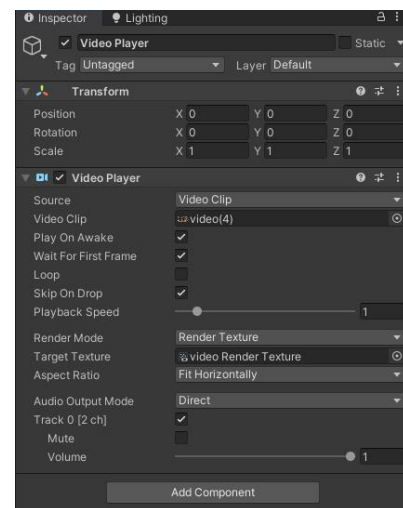 Inspector Lighting
Video Player Static
Tag Untagged Layer Default
Transform
Position X 0 Y 0 Z 0
Rotation X 0 Y 0 Z 0
Scale X 1 Y 1 Z 1
Video Player
Source Video Clip
Video Clip video(4)
Play On Awake
Wait For First Frame
Loop
Skip On Drop
Playback Speed 1
Render Mode Render Texture
Target Texture video Render Texture
Aspect Ratio Fit Horizontally
Audio Output Mode Direct
Track 0 [2 ch]
Mute
Volume 1
Add Component